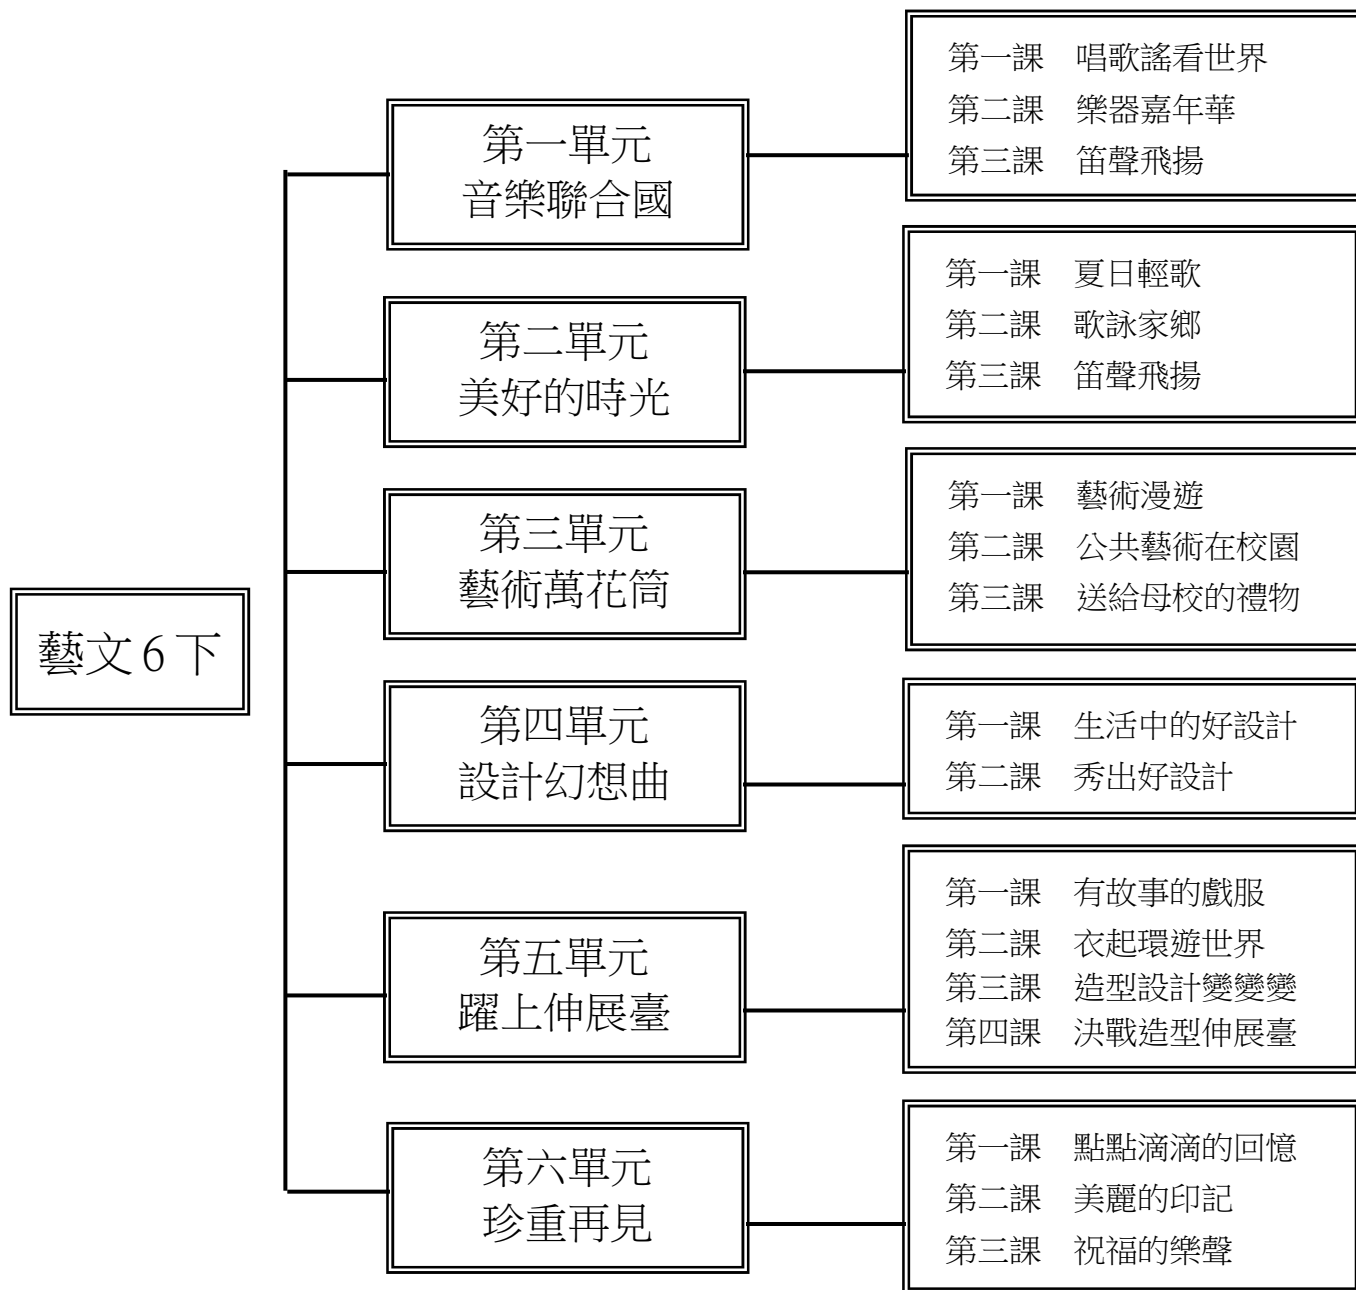 藝文6下
第一單元
音樂聯合國
第一課　唱歌謠看世界
第二課　樂器嘉年華
第三課　笛聲飛揚
第二單元
美好的時光
第一課　夏日輕歌
第二課　歌詠家鄉
第三課　笛聲飛揚
第三單元
藝術萬花筒
第一課　藝術漫遊
第二課　公共藝術在校園
第三課　送給母校的禮物
第四單元
設計幻想曲
第一課　生活中的好設計
第二課　秀出好設計
第五單元
躍上伸展臺
第一課　有故事的戲服
第二課　衣起環遊世界
第三課　造型設計變變變
第四課　決戰造型伸展臺
第六單元
珍重再見
第一課　點點滴滴的回憶
第二課　美麗的印記
第三課　祝福的樂聲